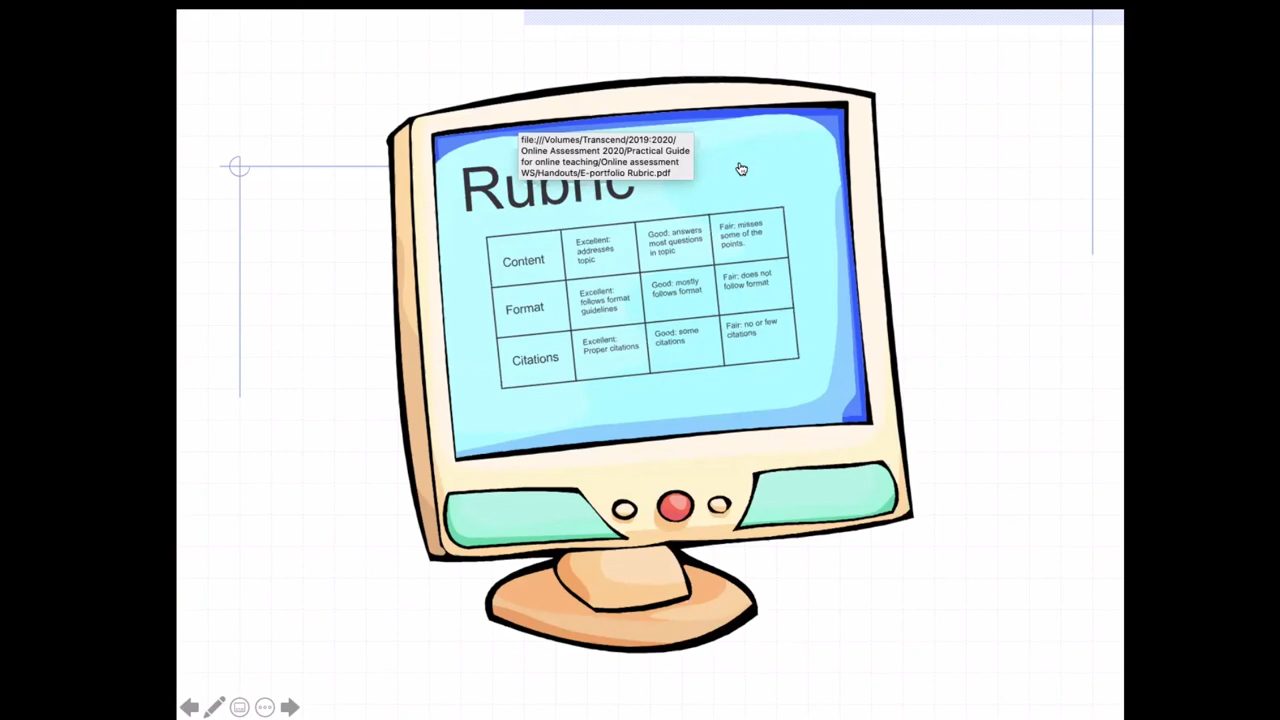 file:///Volumes/Transcend/2019:2020/
Online Assessment 2020/Practical Guide
for online teaching/Online assessment
WS/Handouts/E-portfolio Rubric.pdf
Rubric
Content
Excellent:
addresses
topic
Good: answers
most questions
in topic
Fair: misses
some of the
points.
Format
Excellent:
follows format
guidelines
Good: mostly
follows format
Fair: does not
follow format
Citations
Excellent:
Proper citations
Good: some
citations
Fair: no or few
citations